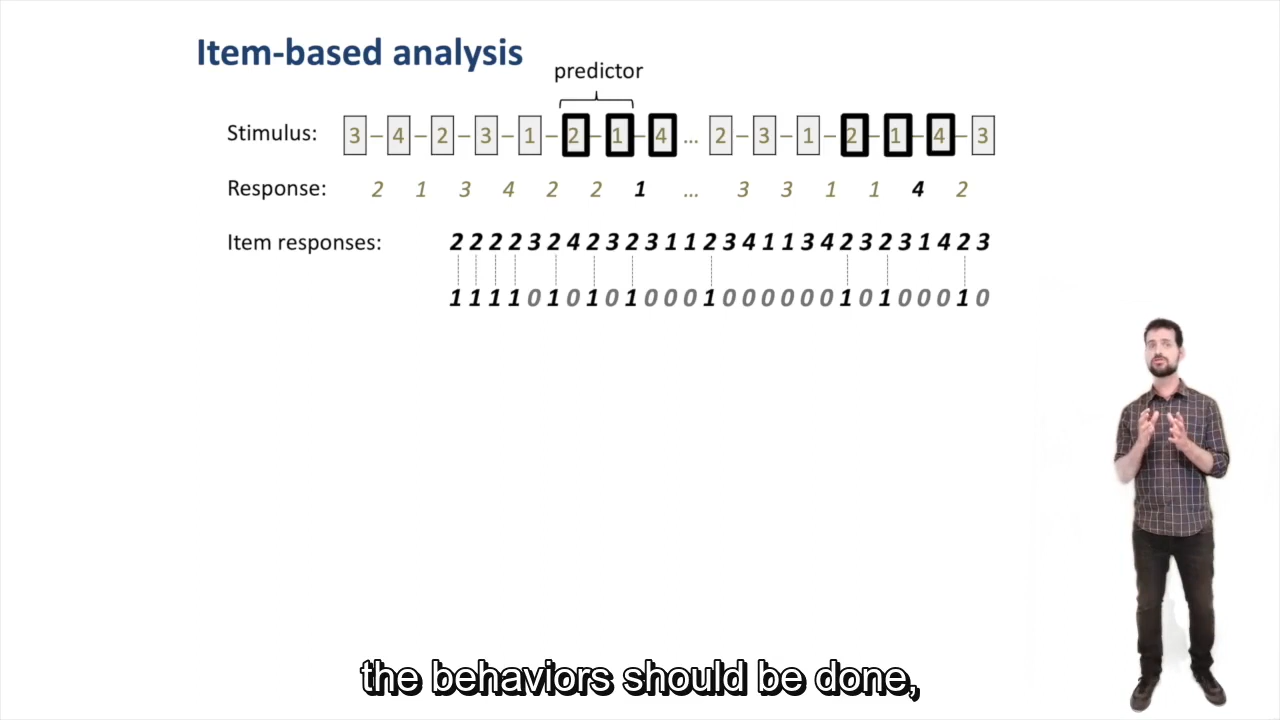 Item-based analysis
predictor
Stimulus: 3 – 4 – 2 – 3 – 1 – 2 – 1 – 4 ... 2 – 3 – 1 – 2 – 1 – 4 – 3
Response: 2 1 3 4 2 2 1 ... 3 3 1 1 4 2
Item responses: 2 2 2 2 3 2 4 2 3 2 3 1 1 2 3 4 1 1 3 4 2 3 2 3 1 4 2 3
1 1 1 1 0 1 0 1 0 1 0 0 0 1 0 0 0 0 0 0 1 0 1 0 0 0 1 0
the behaviors should be done,